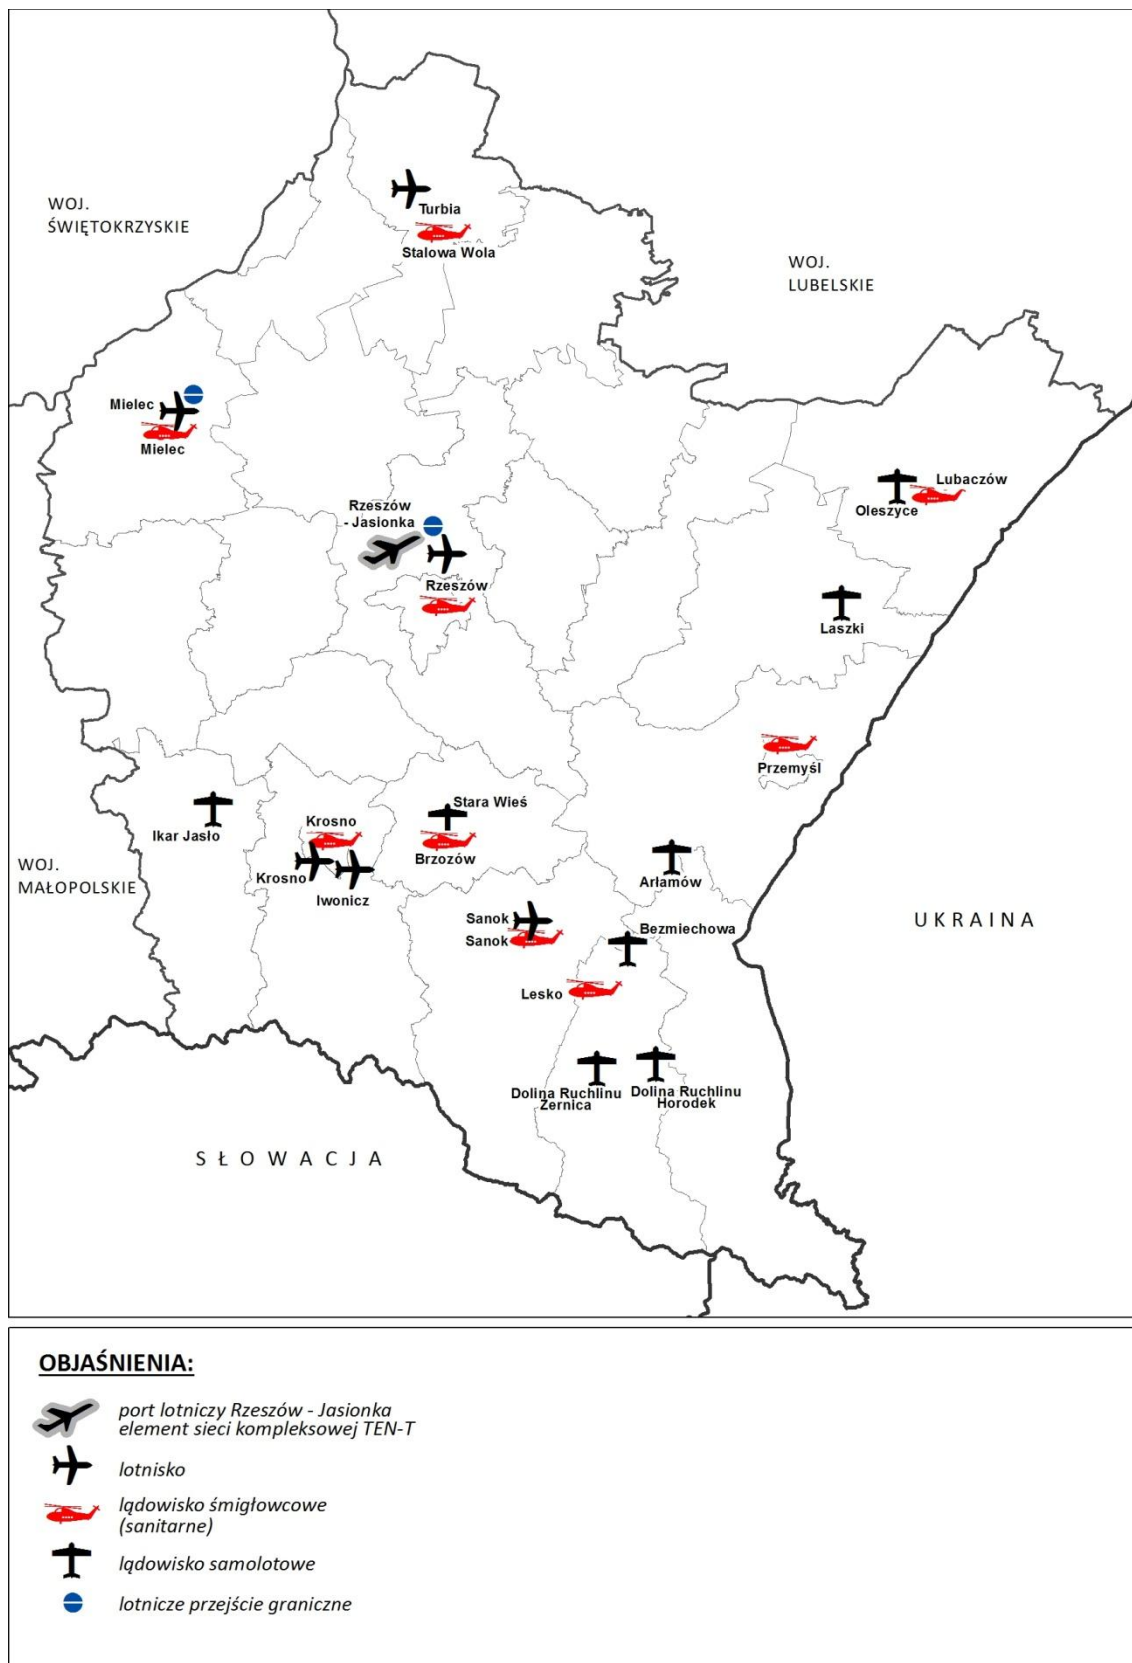 WOJ.
ŚWIĘTOKRZYSKIE
Turbia
Stalowa Wola
WOJ.
LUBELSKIE
Mielec
Mielec
Rzeszów
- Jasionka
Rzeszów
Lubaczów
Oleszyce
Laszki
Przemyśl
Ikar Jasło
Krosno
Krosno
Iwonicz
Stara Wieś
Brzozów
Arłamów
WOJ.
MAŁOPOLSKIE
Sanok
Sanok
Bezmiechowa
Lesko
UKRAINA
Dolina Ruchlinu
Żernica
Dolina Ruchlinu
Horodek
SŁOWACJA
OBJAŚNIENIA:
port lotniczy Rzeszów - Jasionka
element sieci kompleksowej TEN-T
lotnisko
lądowisko śmigłowcowe
(sanitarne)
lądowisko samolotowe
lotnicze przejście graniczne